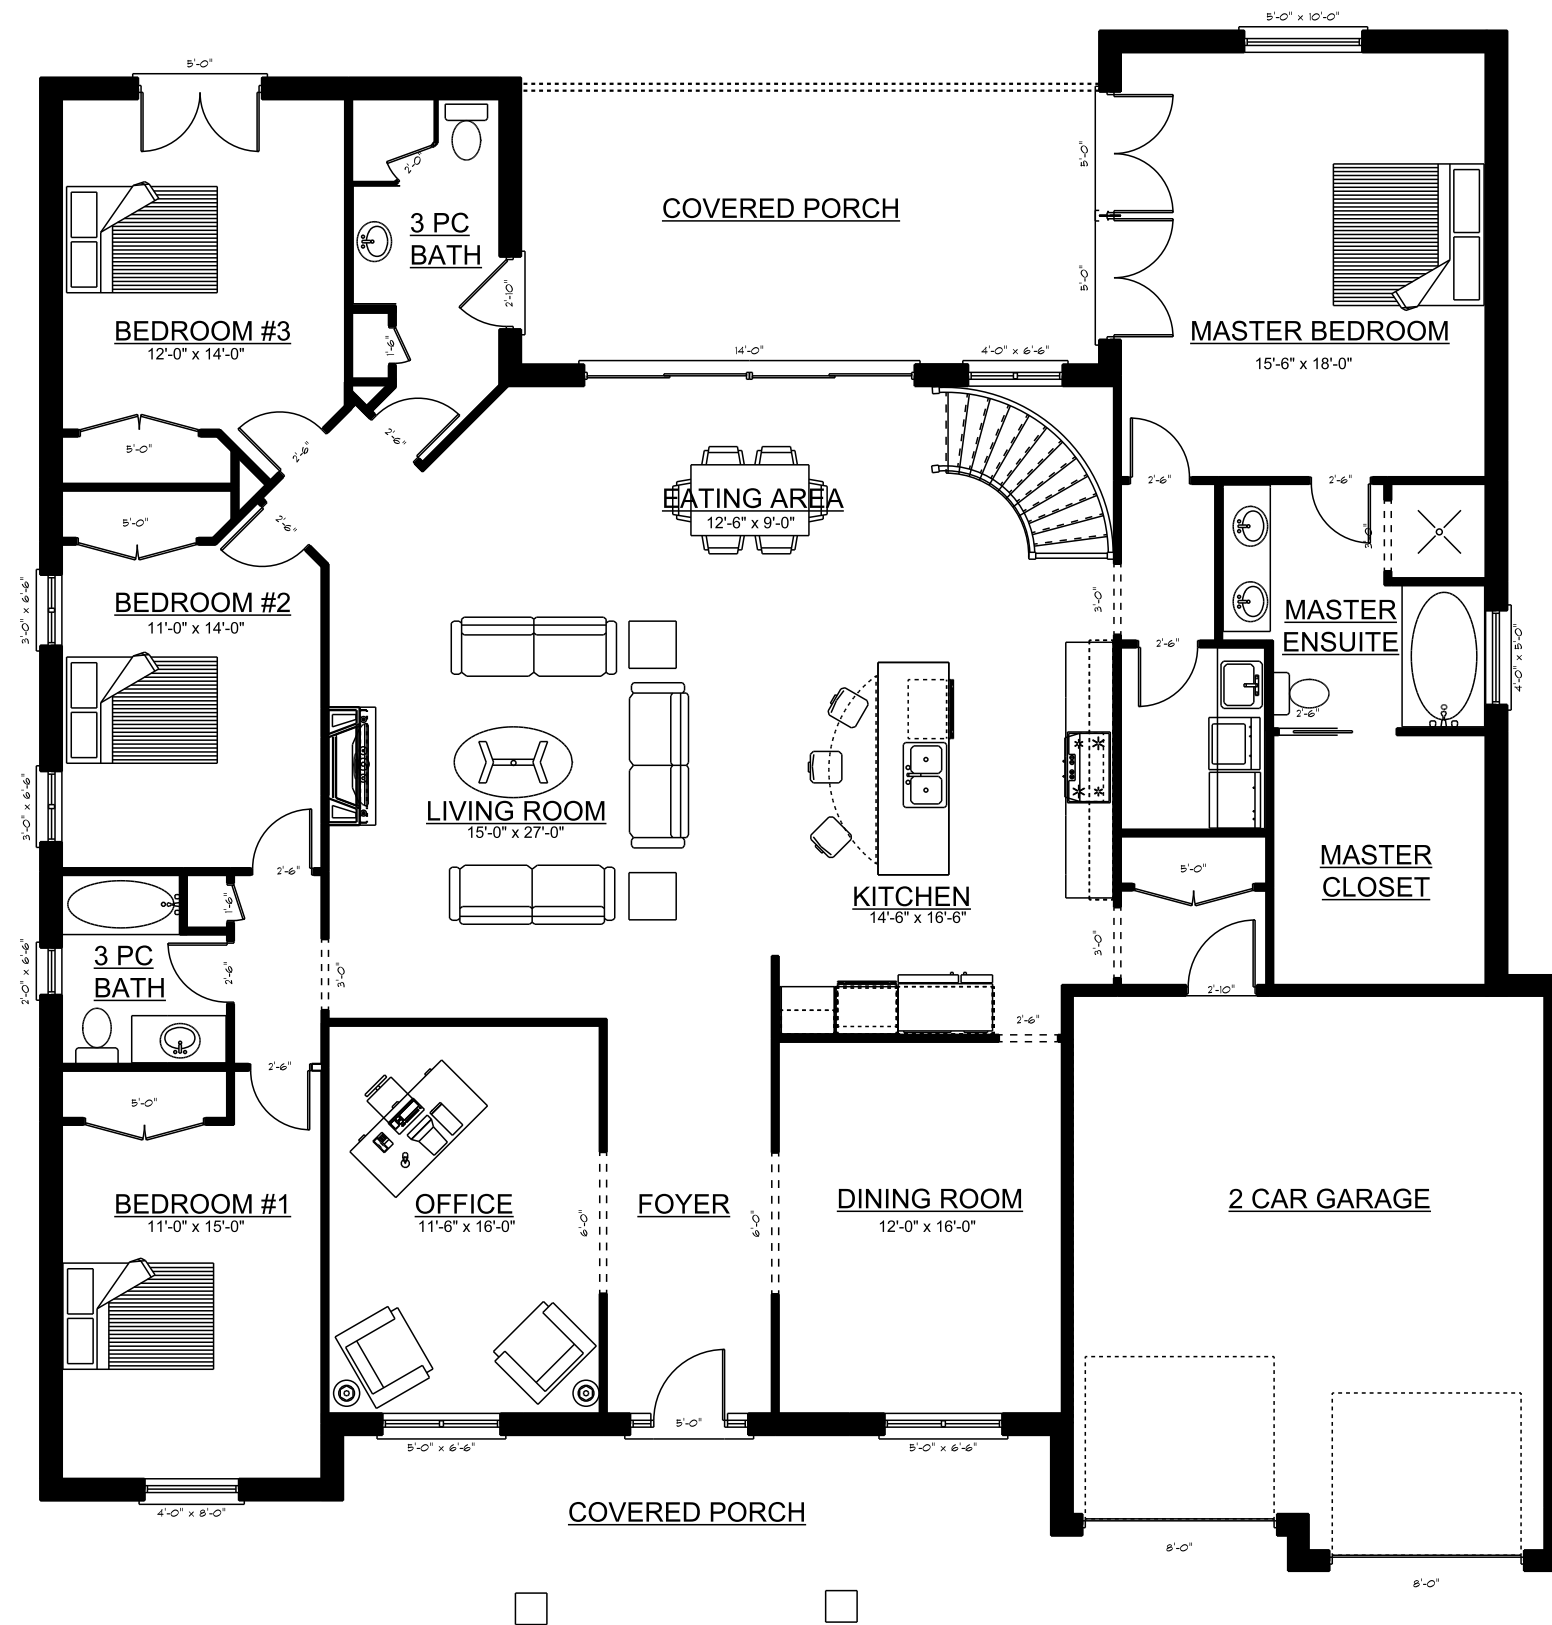 5'-0" x 10'-0"
5'-0"
2'-0"
3 PC
BATH
COVERED PORCH
5'-0"
5'-0"
2'-10"
BEDROOM #3
12'-0" x 14'-0"
1'-6"
14'-0"
4'-0" x 6'-6"
MASTER BEDROOM
15'-6" x 18'-0"
5'-0"
2'-6"
2'-6"
2'-6"
2'-6"
EATING AREA
12'-6" x 9'-0"
5'-0"
2'-6"
3'-0"
BEDROOM #2
11'-0" x 14'-0"
3'-0" x 6'-6"
3'-0"
MASTER
ENSUITE
4'-0" x 5'-0"
2'-6"
2'-6"
3'-0" x 6'-6"
LIVING ROOM
15'-0" x 27'-0"
KITCHEN
14'-6" x 16'-6"
MASTER
CLOSET
2'-6"
5'-0"
1'-6"
3 PC
BATH
2'-0" x 6'-6"
2'-6"
3'-0"
3'-0"
2'-10"
2'-6"
2'-6"
5'-0"
BEDROOM #1
11'-0" x 15'-0"
OFFICE
11'-6" x 16'-0"
6'-0"
FOYER
6'-0"
DINING ROOM
12'-0" x 16'-0"
2 CAR GARAGE
5'-0" x 6'-6"
5'-0"
5'-0" x 6'-6"
4'-0" x 8'-0"
COVERED PORCH
8'-0"
8'-0"